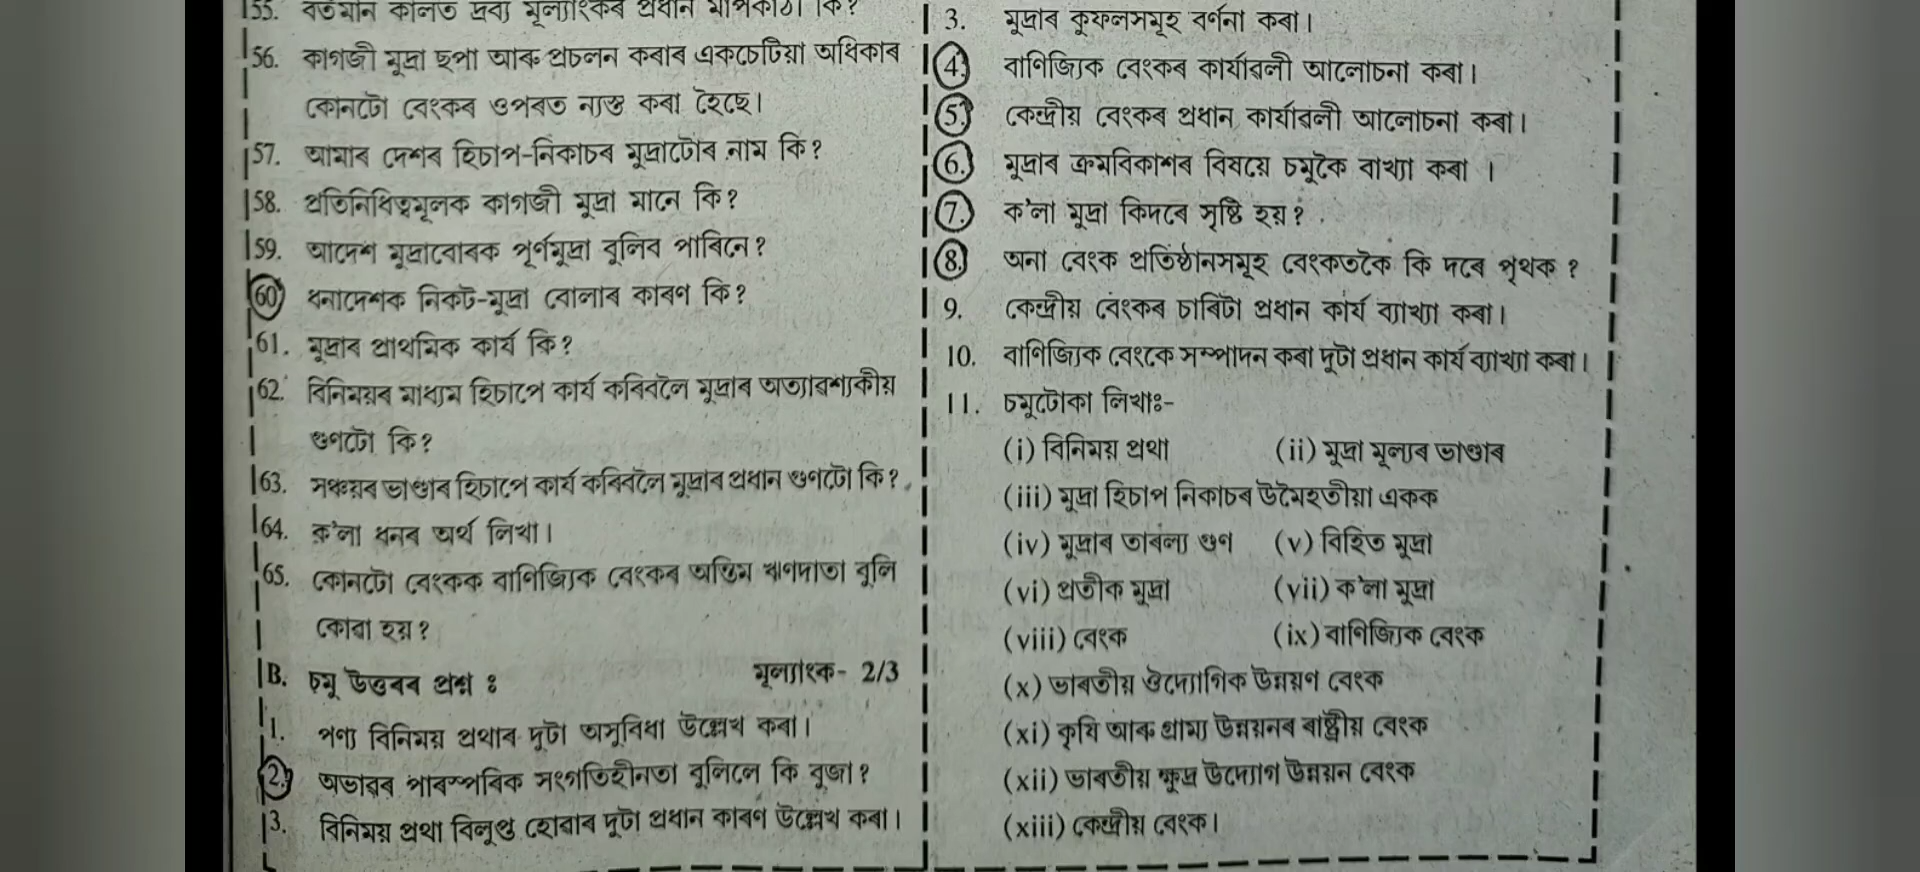 155. বৰ্তমান কালত দ্ৰব্য মূল্যাংকনৰ প্ৰধান মাপকাঠী কি?
56. কাগজী মুদ্ৰা ছপা আৰু প্ৰচলন কৰাৰ একচেটিয়া অধিকাৰ
কোনটো বেংকৰ ওপৰত ন্যস্ত কৰা হৈছে।
57. আমাৰ দেশৰ হিচাপ-নিকাচৰ মুদ্ৰাটোৰ নাম কি?
58. প্ৰতিনিধিত্বমূলক কাগজী মুদ্ৰা মানে কি?
59. আদেশ মুদ্ৰাবোৰক পূৰ্ণমুদ্ৰা বুলিব পাৰিনে?
60 ধনাদেশক নিকট-মুদ্ৰা বোলাৰ কাৰণ কি?
61. মুদ্ৰাৰ প্ৰাথমিক কাৰ্য কি?
62. বিনিময়ৰ মাধ্যম হিচাপে কাৰ্য কৰিবলৈ মুদ্ৰাৰ অত্যাৱশ্যকীয়
গুণটো কি?
63. সঞ্চয়ৰ ভাণ্ডাৰ হিচাপে কাৰ্য কৰিবলৈ মুদ্ৰাৰ প্ৰধান গুণটো কি?
64. ক'লা ধনৰ অৰ্থ লিখা।
65. কোনটো বেংকক বাণিজ্যিক বেংকৰ অন্তিম ঋণদাতা বুলি
কোৱা হয়?
B. চমু উত্তৰৰ প্ৰশ্ন ঃ মূল্যাংক- 2/3
1. পণ্য বিনিময় প্ৰথাৰ দুটা অসুবিধা উল্লেখ কৰা।
2. অভাৱৰ পাৰস্পৰিক সংগতিহীনতা বুলিলে কি বুজা?
3. বিনিময় প্ৰথা বিলুপ্ত হোৱাৰ দুটা প্ৰধান কাৰণ উল্লেখ কৰা।
3. মুদ্ৰাৰ কুফলসমূহ বৰ্ণনা কৰা।
4. বাণিজ্যিক বেংকৰ কাৰ্যাৱলী আলোচনা কৰা।
5. কেন্দ্ৰীয় বেংকৰ প্ৰধান কাৰ্যাৱলী আলোচনা কৰা।
6. মুদ্ৰাৰ ক্ৰমবিকাশৰ বিষয়ে চমুকৈ বাখ্যা কৰা ।
7. ক'লা মুদ্ৰা কিদৰে সৃষ্টি হয়?
8. অনা বেংক প্ৰতিষ্ঠানসমূহ বেংকতকৈ কি দৰে পৃথক ?
9. কেন্দ্ৰীয় বেংকৰ চাৰিটা প্ৰধান কাৰ্য ব্যাখ্যা কৰা।
10. বাণিজ্যিক বেংকে সম্পাদন কৰা দুটা প্ৰধান কাৰ্য ব্যাখ্যা কৰা।
11. চমুটোকা লিখাঃ-
(i) বিনিময় প্ৰথা (ii) মুদ্ৰা মূল্যৰ ভাণ্ডাৰ
(iii) মুদ্ৰা হিচাপ নিকাচৰ উমৈহতীয়া একক
(iv) মুদ্ৰাৰ তাৰল্য গুণ (v) বিহিত মুদ্ৰা
(vi) প্ৰতীক মুদ্ৰা (vii) ক'লা মুদ্ৰা
(viii) বেংক (ix) বাণিজ্যিক বেংক
(x) ভাৰতীয় ঔদ্যোগিক উন্নয়ণ বেংক
(xi) কৃষি আৰু গ্ৰাম্য উন্নয়নৰ ৰাষ্ট্ৰীয় বেংক
(xii) ভাৰতীয় ক্ষুদ্ৰ উদ্যোগ উন্নয়ন বেংক
(xiii) কেন্দ্ৰীয় বেংক।